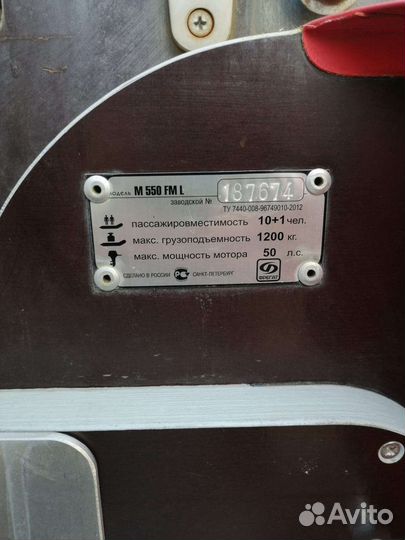 модель M 550 FM L
заводской № 187674
ТУ 7440-008-96749010-2012
пассажировместимость 10+1 чел.
макс. грузоподъемность 1200 кг.
макс. мощность мотора 50 л.с.
СДЕЛАНО В РОССИИ РСТ САНКТ-ПЕТЕРБУРГ ФРЕГАТ
Avito